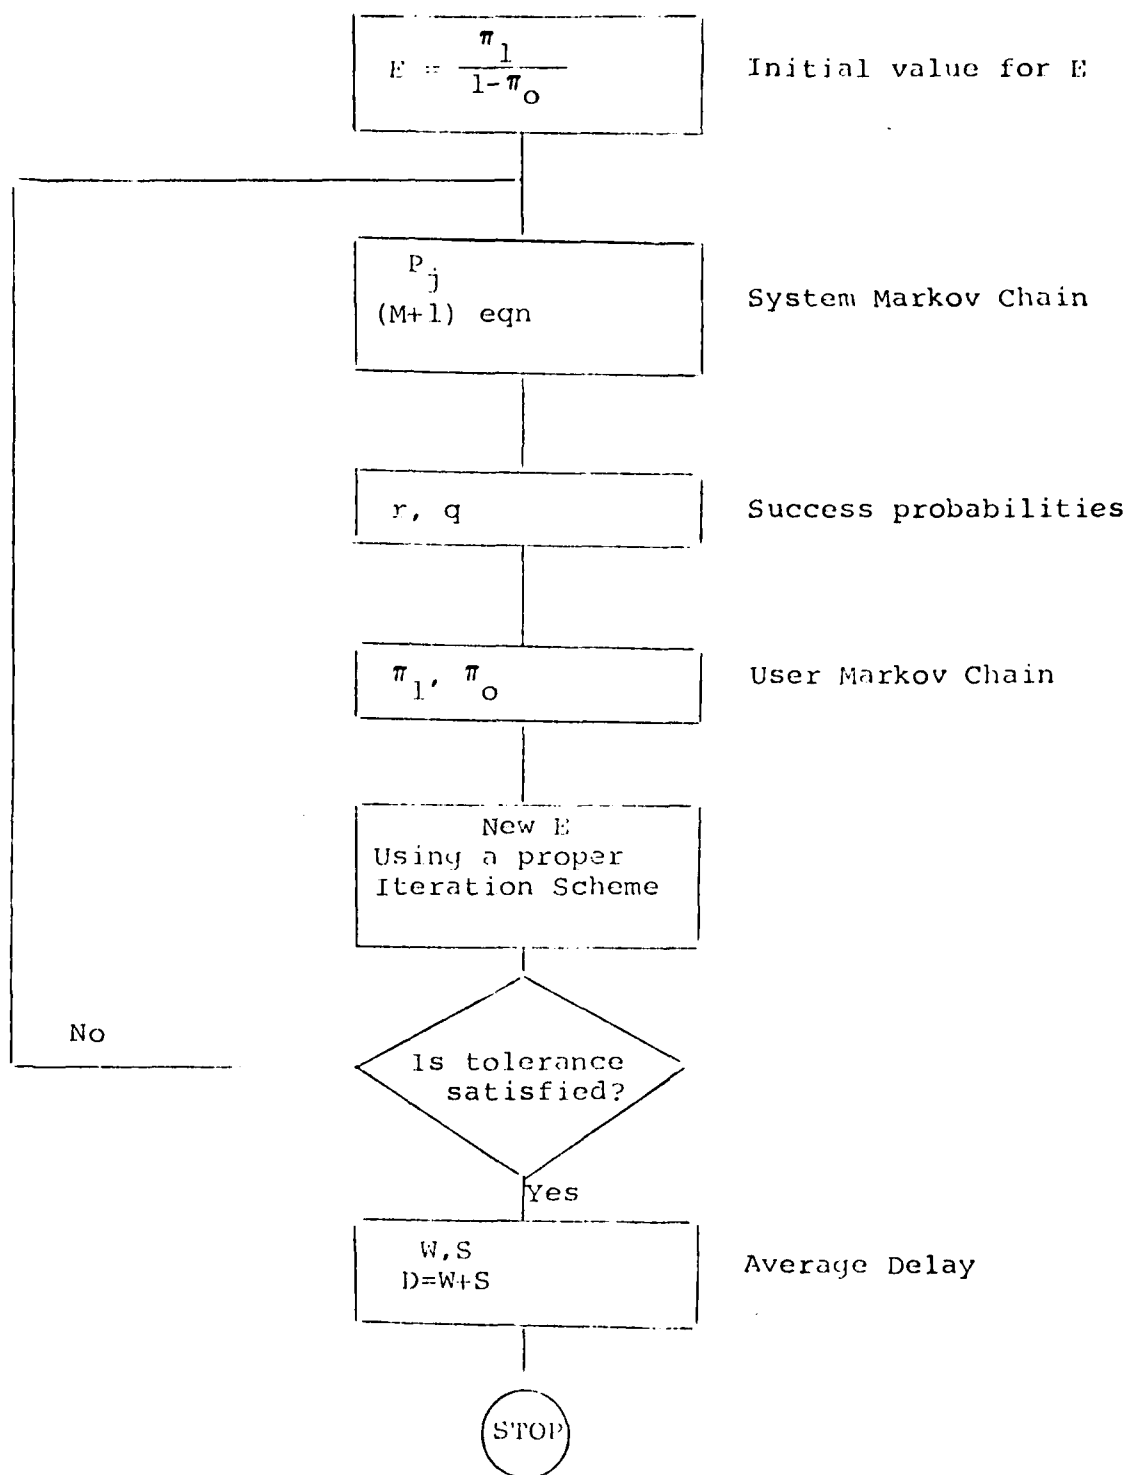 E = π1 / 1-πo
Initial value for E
Pj
(M+1) eqn
System Markov Chain
r, q
Success probabilities
π1, πo
User Markov Chain
New E
Using a proper
Iteration Scheme
No
Is tolerance
satisfied?
Yes
W,S
D=W+S
Average Delay
STOP